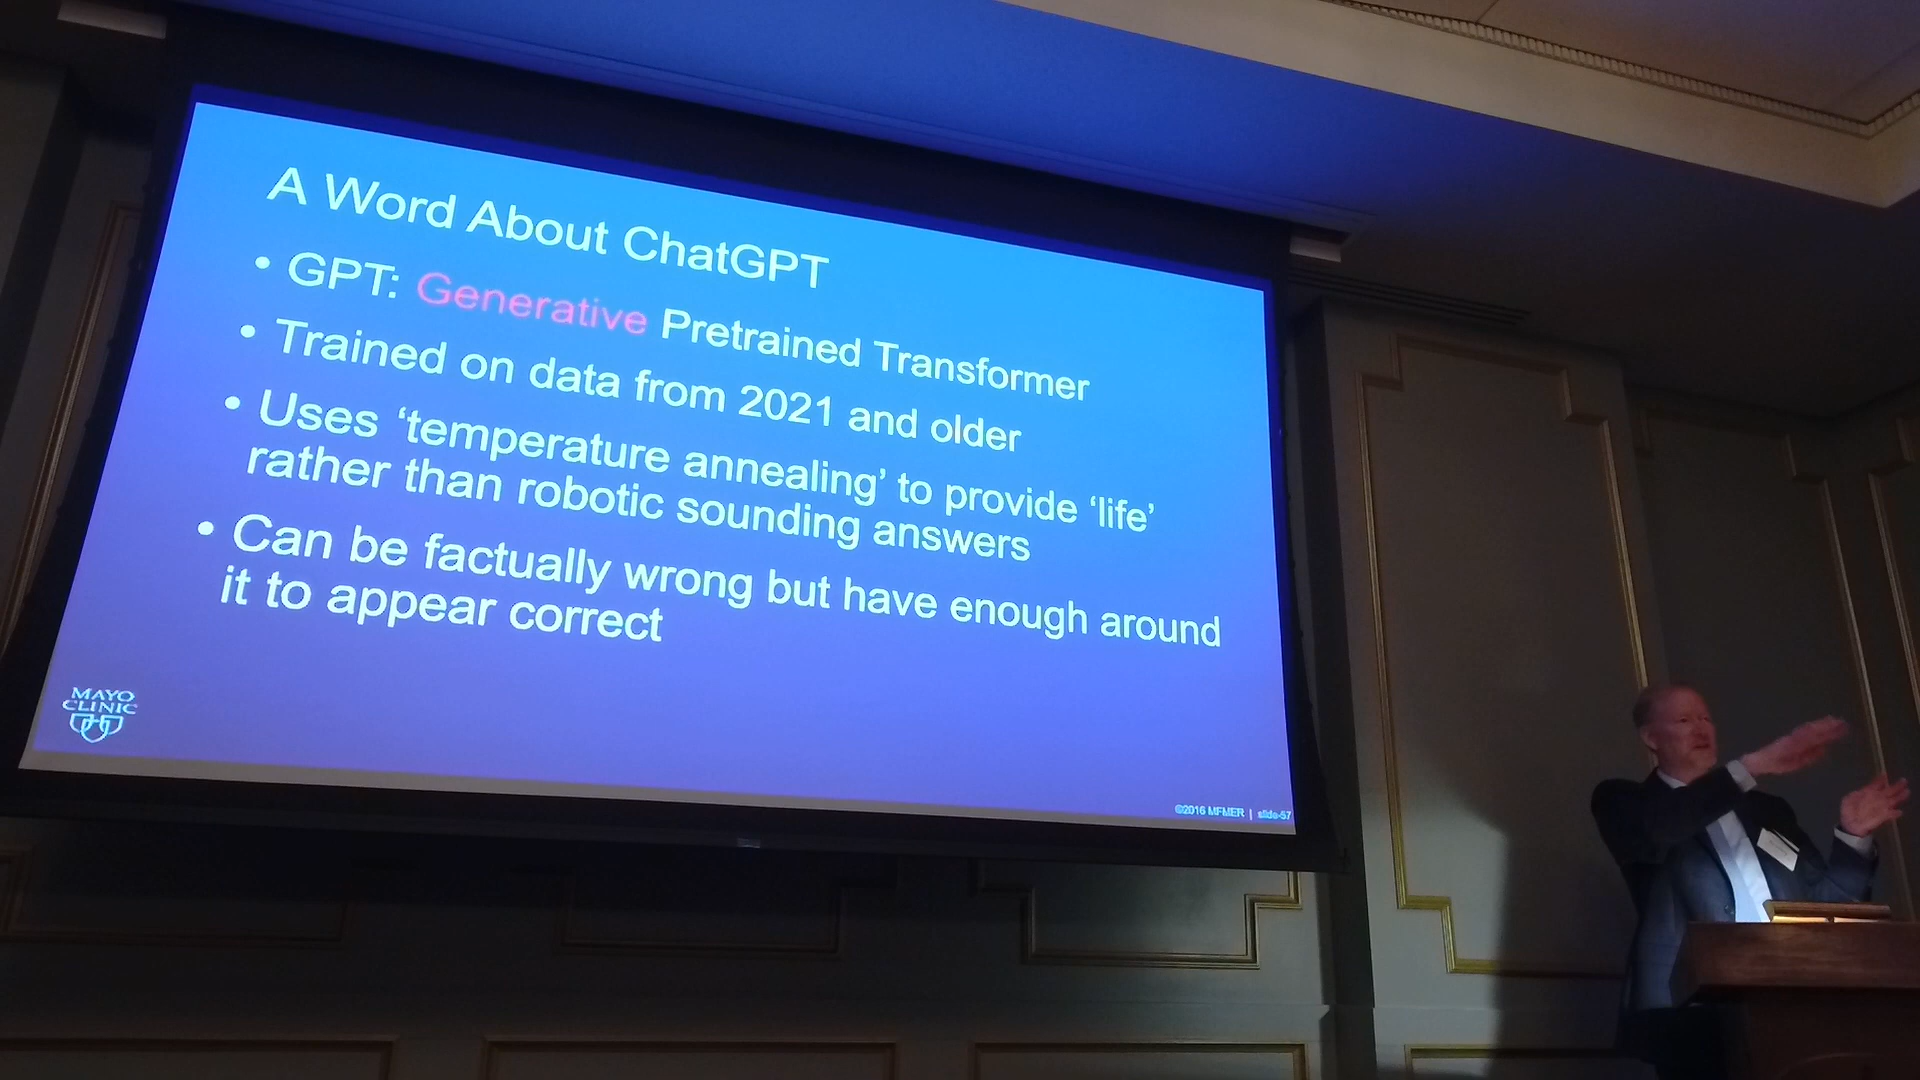 A Word About ChatGPT
• GPT: Generative Pretrained Transformer
• Trained on data from 2021 and older
• Uses ‘temperature annealing’ to provide ‘life’
rather than robotic sounding answers
• Can be factually wrong but have enough around
it to appear correct
MAYO
CLINIC
©2016 MFMER | slide-57